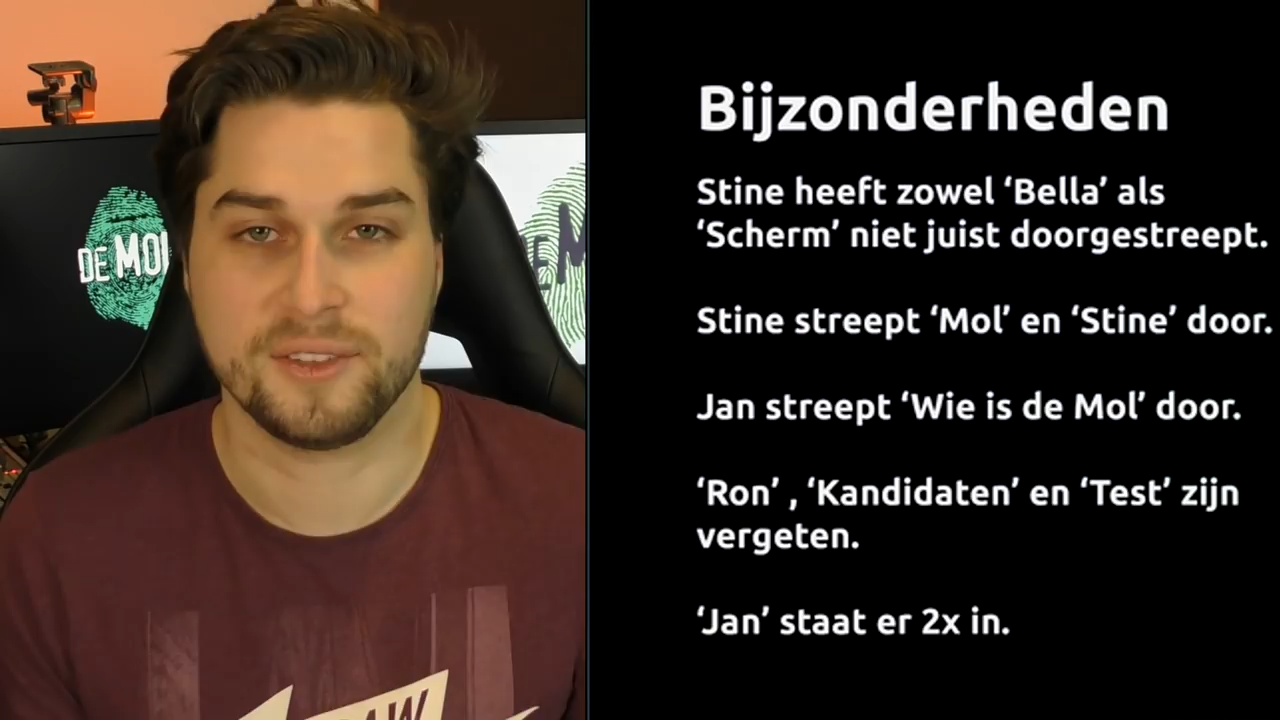 DE MOL
Bijzonderheden
Stine heeft zowel ‘Bella’ als
‘Scherm’ niet juist doorgestreept.
Stine streept ‘Mol’ en ‘Stine’ door.
Jan streept ‘Wie is de Mol’ door.
‘Ron’ , ‘Kandidaten’ en ‘Test’ zijn
vergeten.
‘Jan’ staat er 2x in.